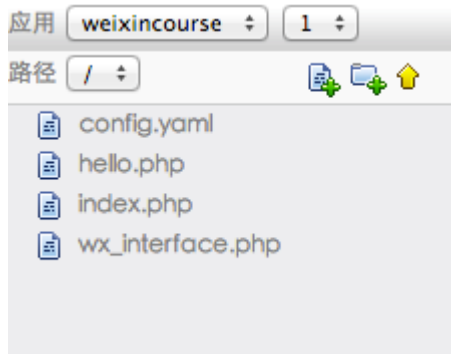 应用 weixincourse 1
路径 /
config.yaml
hello.php
index.php
wx_interface.php